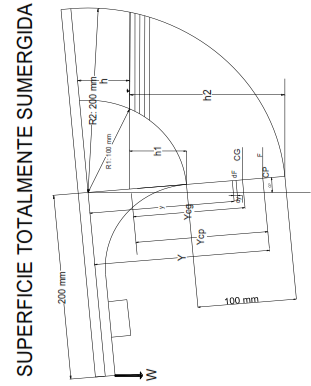 SUPERFICIE TOTALMENTE SUMERGIDA
R2: 200 mm
h
R1: 100 mm
h1
h2
CG
dF
F
CP
y
Ycg
Ycp
Y
200 mm
100 mm
W